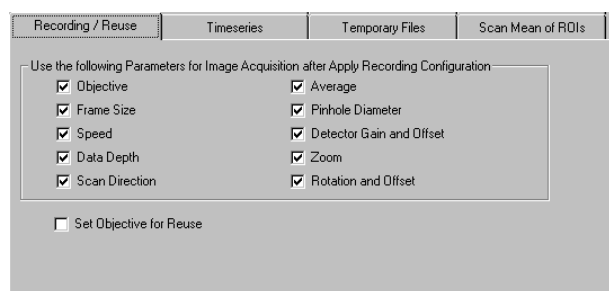 Recording / Reuse
Timeseries
Temporary Files
Scan Mean of ROIs
Use the following Parameters for Image Acquisition after Apply Recording Configuration
Objective
Average
Frame Size
Pinhole Diameter
Speed
Detector Gain and Offset
Data Depth
Zoom
Scan Direction
Rotation and Offset
Set Objective for Reuse